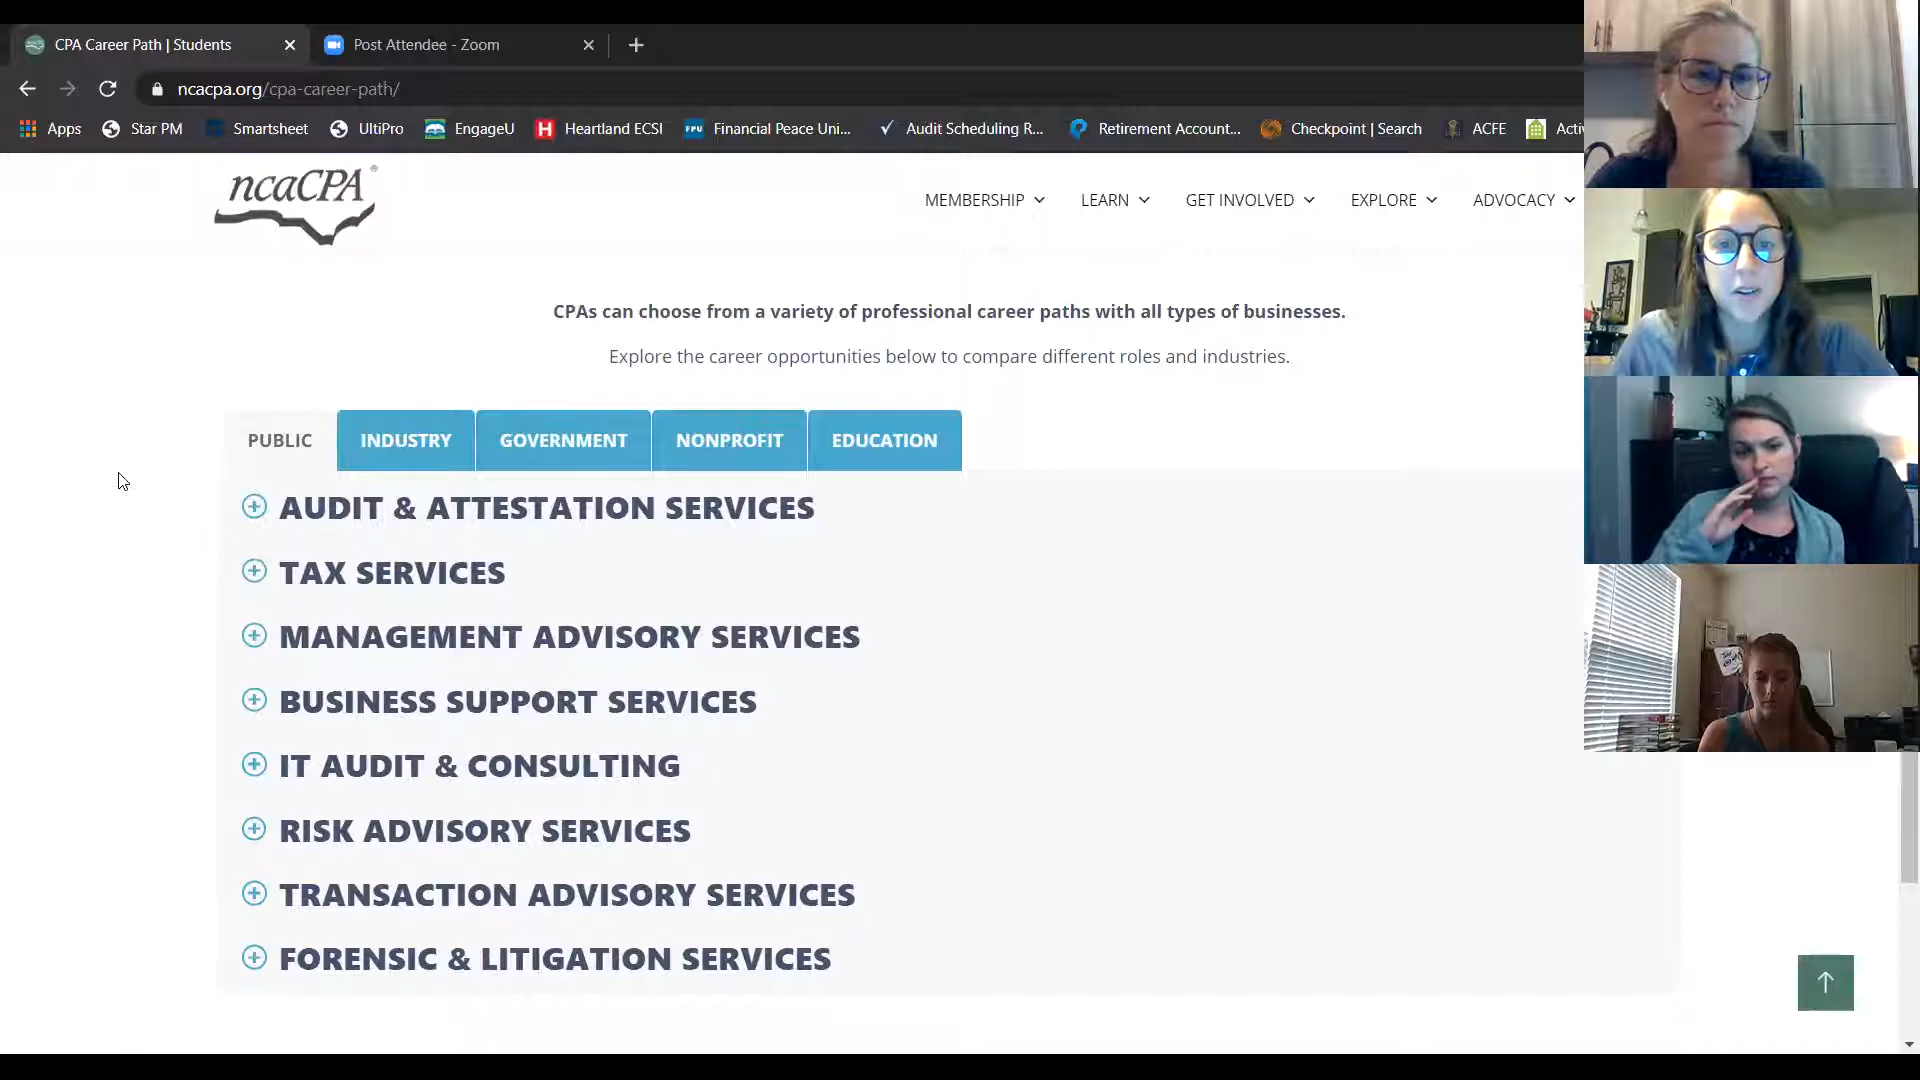 CPA Career Path | Students
Post Attendee - Zoom
ncacpa.org/cpa-career-path/
Apps
Star PM
Smartsheet
UltiPro
EngageU
H
Heartland ECSI
FPU
Financial Peace Uni...
Audit Scheduling R...
Retirement Account...
Checkpoint | Search
ACFE
Activ
ncaCPA®
MEMBERSHIP
LEARN
GET INVOLVED
EXPLORE
ADVOCACY
CPAs can choose from a variety of professional career paths with all types of businesses.
Explore the career opportunities below to compare different roles and industries.
PUBLIC
INDUSTRY
GOVERNMENT
NONPROFIT
EDUCATION
AUDIT & ATTESTATION SERVICES
TAX SERVICES
MANAGEMENT ADVISORY SERVICES
BUSINESS SUPPORT SERVICES
IT AUDIT & CONSULTING
RISK ADVISORY SERVICES
TRANSACTION ADVISORY SERVICES
FORENSIC & LITIGATION SERVICES